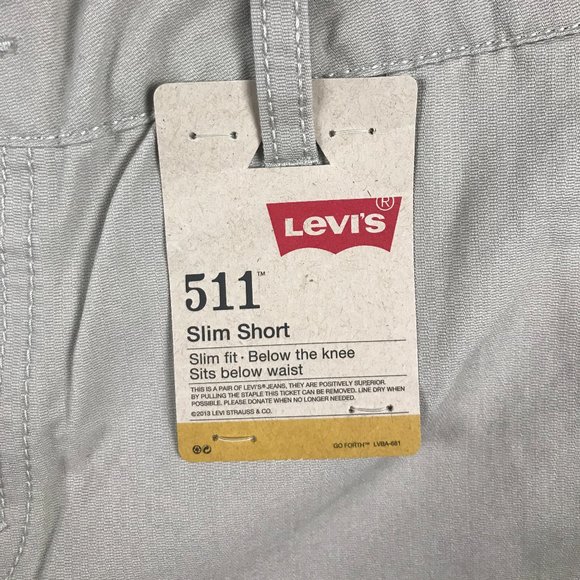 LEVI'S®
511™
Slim Short
Slim fit · Below the knee
Sits below waist
THIS IS A PAIR OF LEVI'S® JEANS, THEY ARE POSITIVELY SUPERIOR.
BY PULLING THE STAPLE THIS TICKET CAN BE REMOVED. LINE DRY WHEN
POSSIBLE. PLEASE DONATE WHEN NO LONGER NEEDED.
©2013 LEVI STRAUSS & CO.
GO FORTH™ LVBA-661